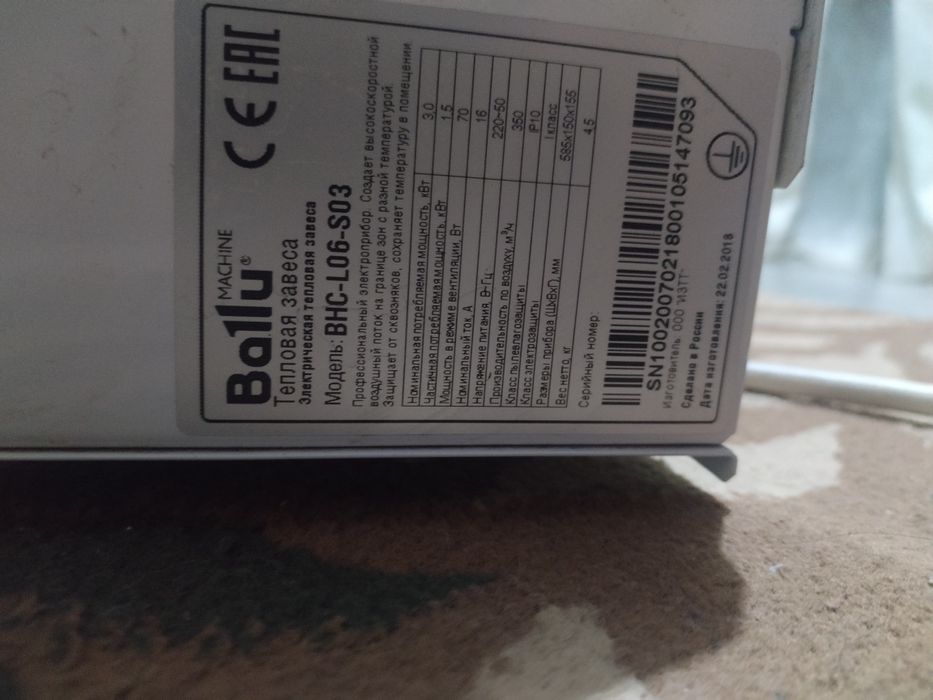 Ballu® MACHINE
CE EAC
Тепловая завеса
Электрическая тепловая завеса
Модель: BHC-L06-S03
Профессиональный электроприбор. Создает высокоскоростной
воздушный поток на границе зон с разной температурой.
Защищает от сквозняков, сохраняет температуру в помещении.
Номинальная потребляемая мощность, кВт 3,0
Частичная потребляемая мощность, кВт 1,5
Мощность в режиме вентиляции, Вт 70
Номинальный ток, А 16
Напряжение питания, В~Гц 220~50
Производительность по воздуху, м³/ч 350
Класс пылевлагозащиты IP10
Класс электрозащиты I класс
Размеры прибора (ШхВхГ), мм 585x150x155
Вес нетто, кг 4,5
Серийный номер:
SN1002007021800105147093
Изготовитель: ООО "ИЗТТ"
Сделано в России
Дата изготовления: 22.02.2018